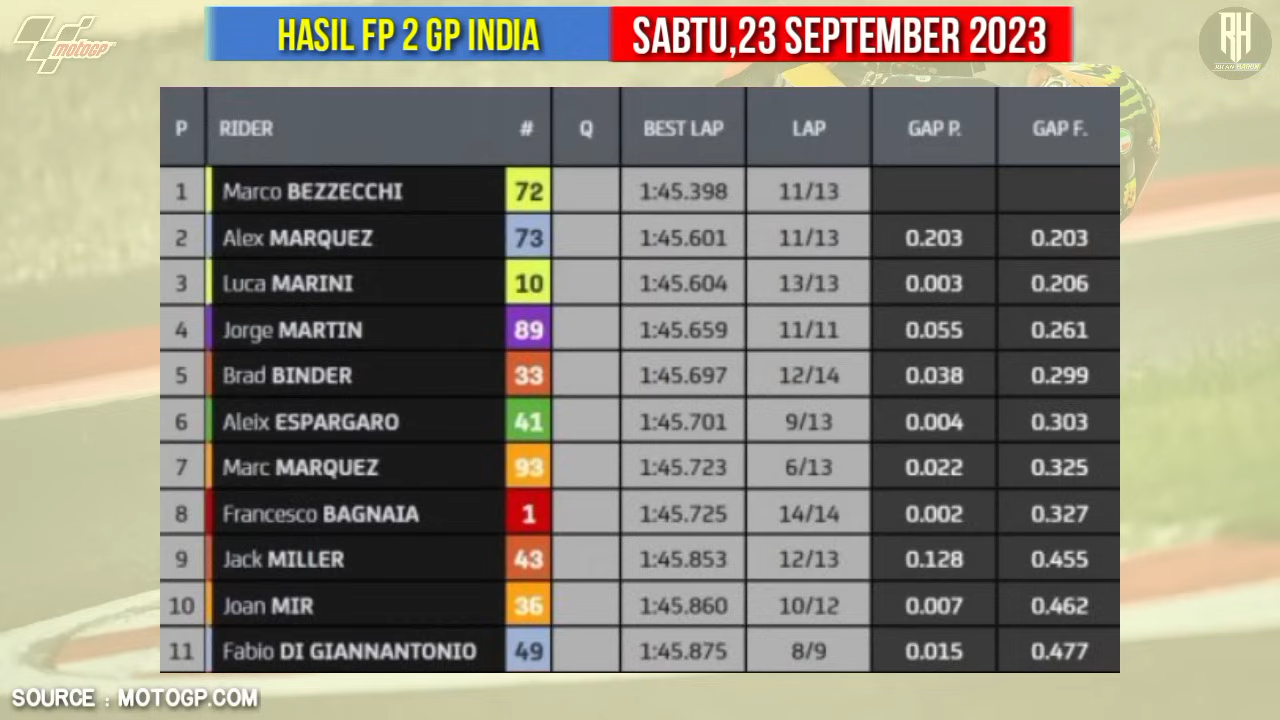 HASIL FP 2 GP INDIA SABTU,23 SEPTEMBER 2023
MotoGP RH
P RIDER # Q BEST LAP LAP GAP P. GAP F.
1 Marco BEZZECCHI 72 1:45.398 11/13
2 Alex MARQUEZ 73 1:45.601 11/13 0.203 0.203
3 Luca MARINI 10 1:45.604 13/13 0.003 0.206
4 Jorge MARTIN 89 1:45.659 11/11 0.055 0.261
5 Brad BINDER 33 1:45.697 12/14 0.038 0.299
6 Aleix ESPARGARO 41 1:45.701 9/13 0.004 0.303
7 Marc MARQUEZ 93 1:45.723 6/13 0.022 0.325
8 Francesco BAGNAIA 1 1:45.725 14/14 0.002 0.327
9 Jack MILLER 43 1:45.853 12/13 0.128 0.455
10 Joan MIR 36 1:45.860 10/12 0.007 0.462
11 Fabio DI GIANNANTONIO 49 1:45.875 8/9 0.015 0.477
SOURCE : MOTOGP.COM